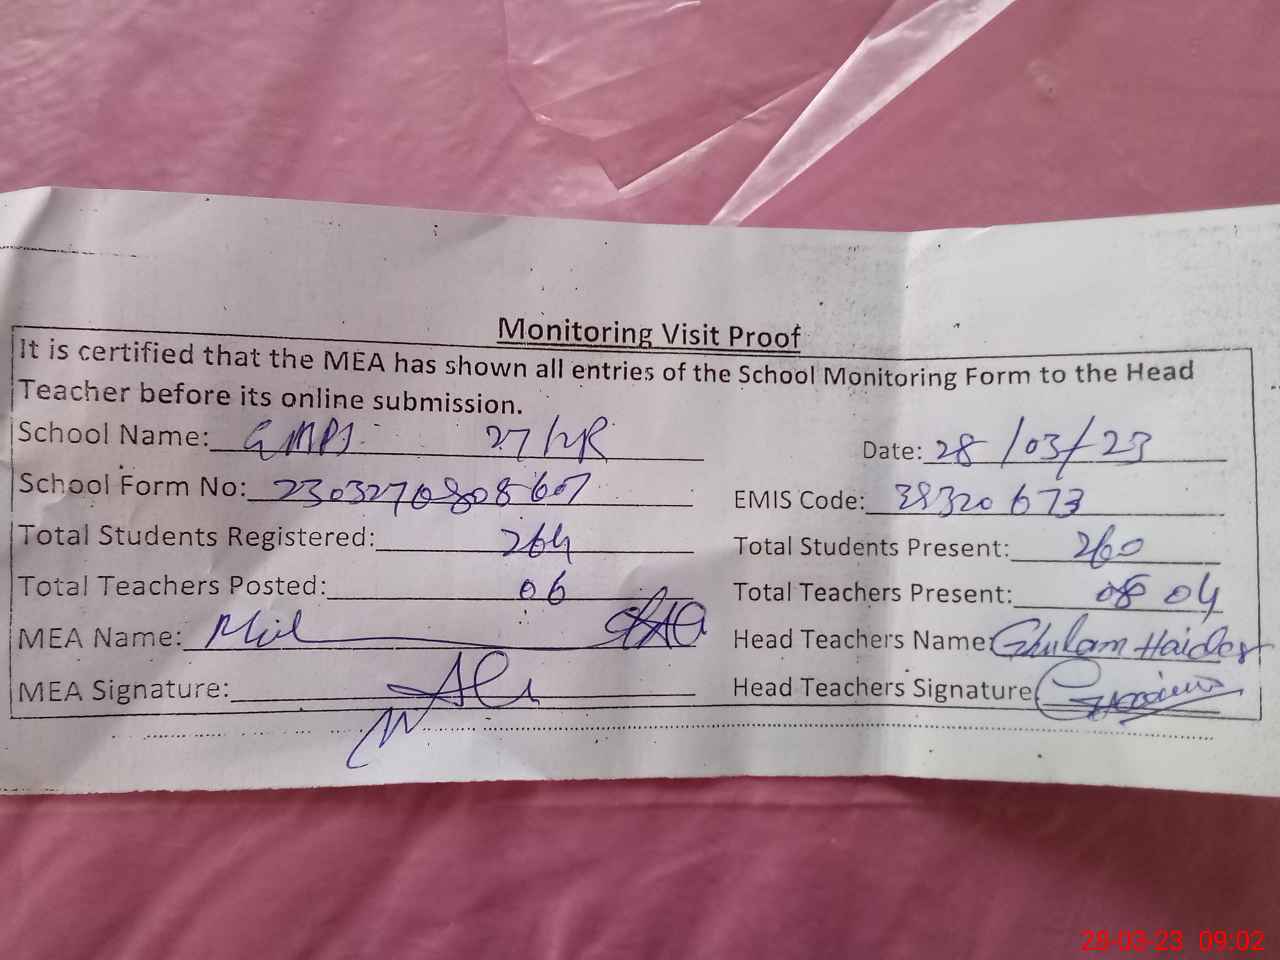 Monitoring Visit Proof
It is certified that the MEA has shown all entries of the School Monitoring Form to the Head
Teacher before its online submission.
School Name: GMPS 27/2R Date: 28/03/23
School Form No: EMIS Code: 38320673
Total Students Registered: 264 Total Students Present: 260
Total Teachers Posted: 06 Total Teachers Present: 04
MEA Name: Head Teachers Name: Ghulam Haider
MEA Signature: Head Teachers Signature
28-03-23 09:02